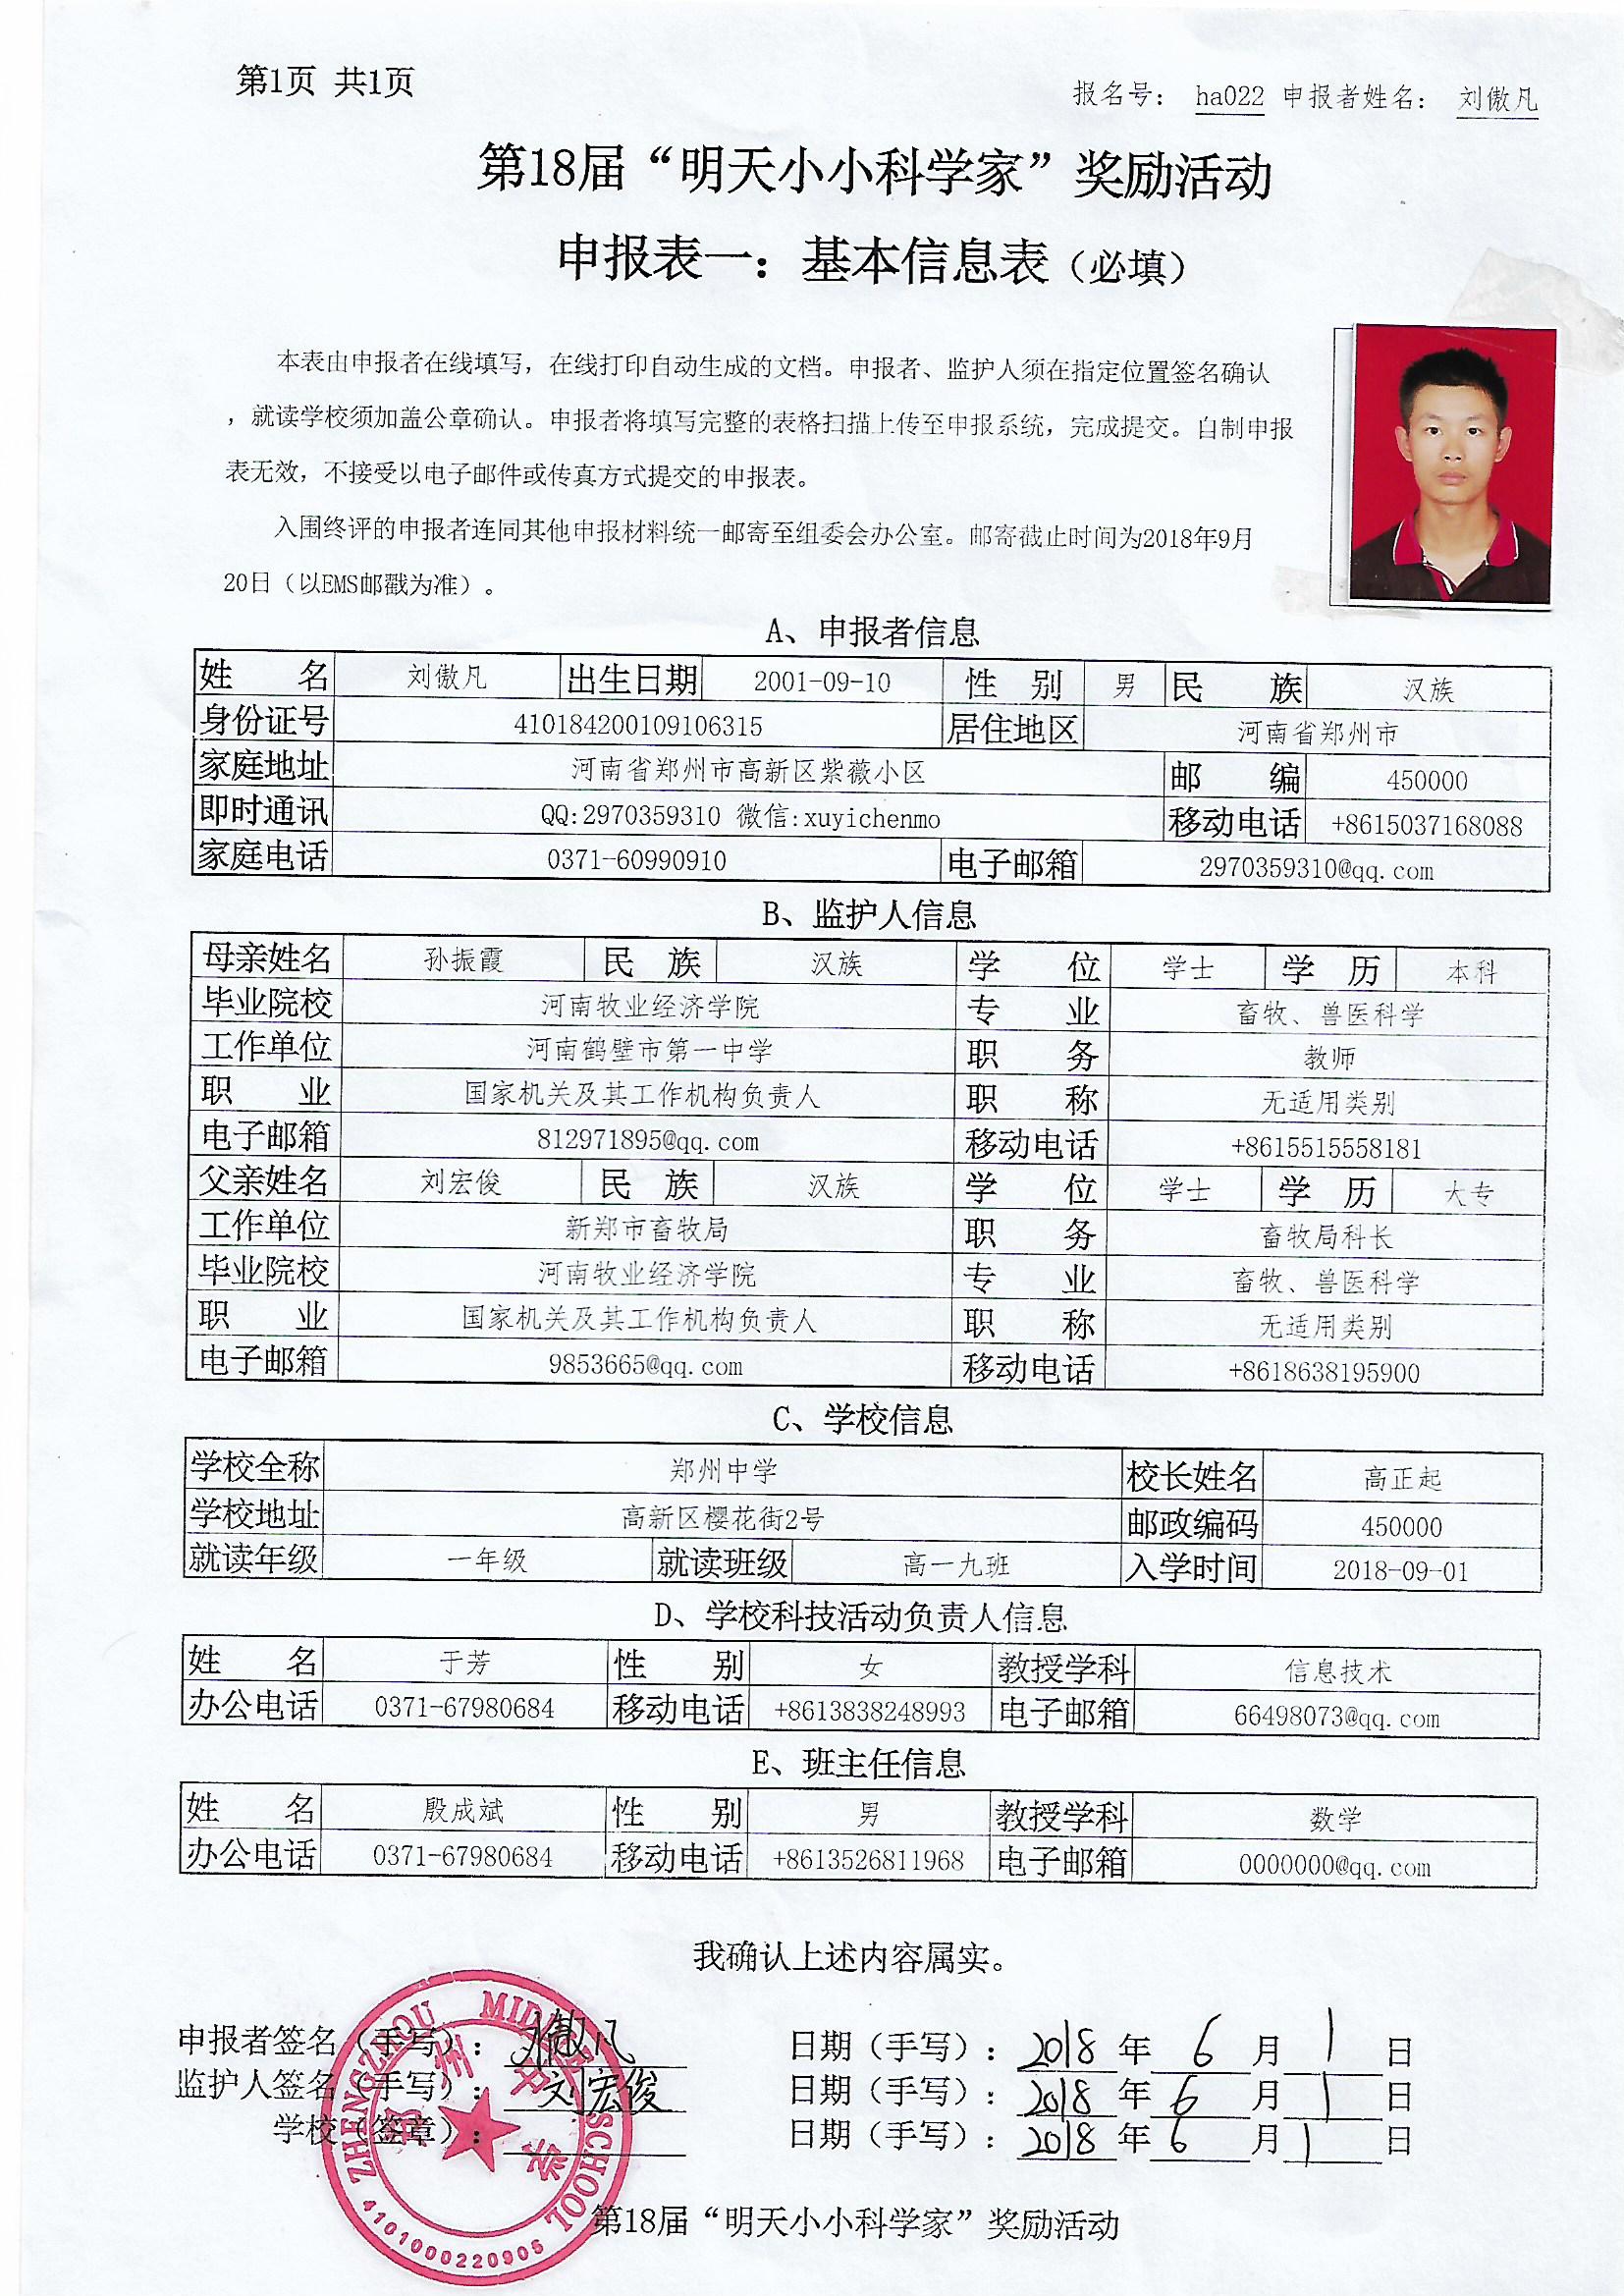 第1页 共1页
报名号： ha022 申报者姓名： 刘傲凡
第18届“明天小小科学家”奖励活动
申报表一：基本信息表（必填）
本表由申报者在线填写，在线打印自动生成的文档。申报者、监护人须在指定位置签名确认
，就读学校须加盖公章确认。申报者将填写完整的表格扫描上传至申报系统，完成提交。自制申报
表无效，不接受以电子邮件或传真方式提交的申报表。
入围终评的申报者连同其他申报材料统一邮寄至组委会办公室。邮寄截止时间为2018年9月
20日（以EMS邮戳为准）。
A、申报者信息
姓 名 刘傲凡 出生日期 2001-09-10 性 别 男 民 族 汉族
身份证号 410184200109106315 居住地区 河南省郑州市
家庭地址 河南省郑州市高新区紫薇小区 邮 编 450000
即时通讯 QQ:2970359310 微信:xuyichenmo 移动电话 +8615037168088
家庭电话 0371-60990910 电子邮箱 2970359310@qq.com
B、监护人信息
母亲姓名 孙振霞 民 族 汉族 学 位 学士 学 历 本科
毕业院校 河南牧业经济学院 专 业 畜牧、兽医科学
工作单位 河南鹤壁市第一中学 职 务 教师
职 业 国家机关及其工作机构负责人 职 称 无适用类别
电子邮箱 812971895@qq.com 移动电话 +8615515558181
父亲姓名 刘宏俊 民 族 汉族 学 位 学士 学 历 大专
工作单位 新郑市畜牧局 职 务 畜牧局科长
毕业院校 河南牧业经济学院 专 业 畜牧、兽医科学
职 业 国家机关及其工作机构负责人 职 称 无适用类别
电子邮箱 9853665@qq.com 移动电话 +8618638195900
C、学校信息
学校全称 郑州中学 校长姓名 高正起
学校地址 高新区樱花街2号 邮政编码 450000
就读年级 一年级 就读班级 高一九班 入学时间 2018-09-01
D、学校科技活动负责人信息
姓 名 于芳 性 别 女 教授学科 信息技术
办公电话 0371-67980684 移动电话 +8613838248993 电子邮箱 66498073@qq.com
E、班主任信息
姓 名 殷成斌 性 别 男 教授学科 数学
办公电话 0371-67980684 移动电话 +8613526811968 电子邮箱 0000000@qq.com
我确认上述内容属实。
申报者签名（手写）： 刘傲凡 日期（手写）： 2018 年 6 月 1 日
监护人签名（手写）： 刘宏俊 日期（手写）： 2018 年 6 月 1 日
学校（签章）： 日期（手写）： 2018 年 6 月 1 日
ZHENGZHOU MIDDLE SCHOOL
郑州中学
4101000220905
第18届“明天小小科学家”奖励活动